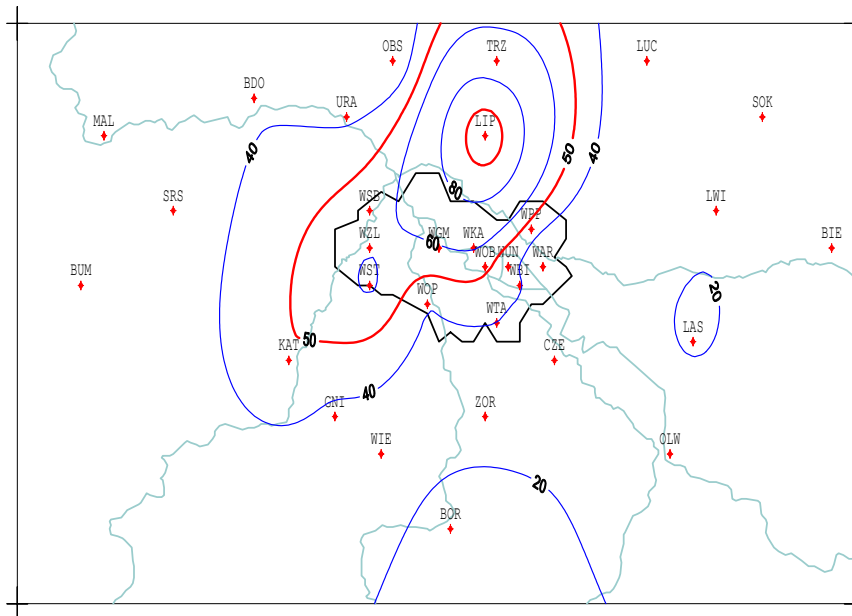 OBS TRZ LUC
BDO
URA SOK
MAL LIP
40 50 40
80
SRS WSB LWI
WPP
WZL 60 WGM WKA BIE
BUM WST WOB WUN WAR
WBI
20
WOP
WTA
LAS
KAT 50 CZE
40
GNI ZOR
WIE OLW
20
BOR